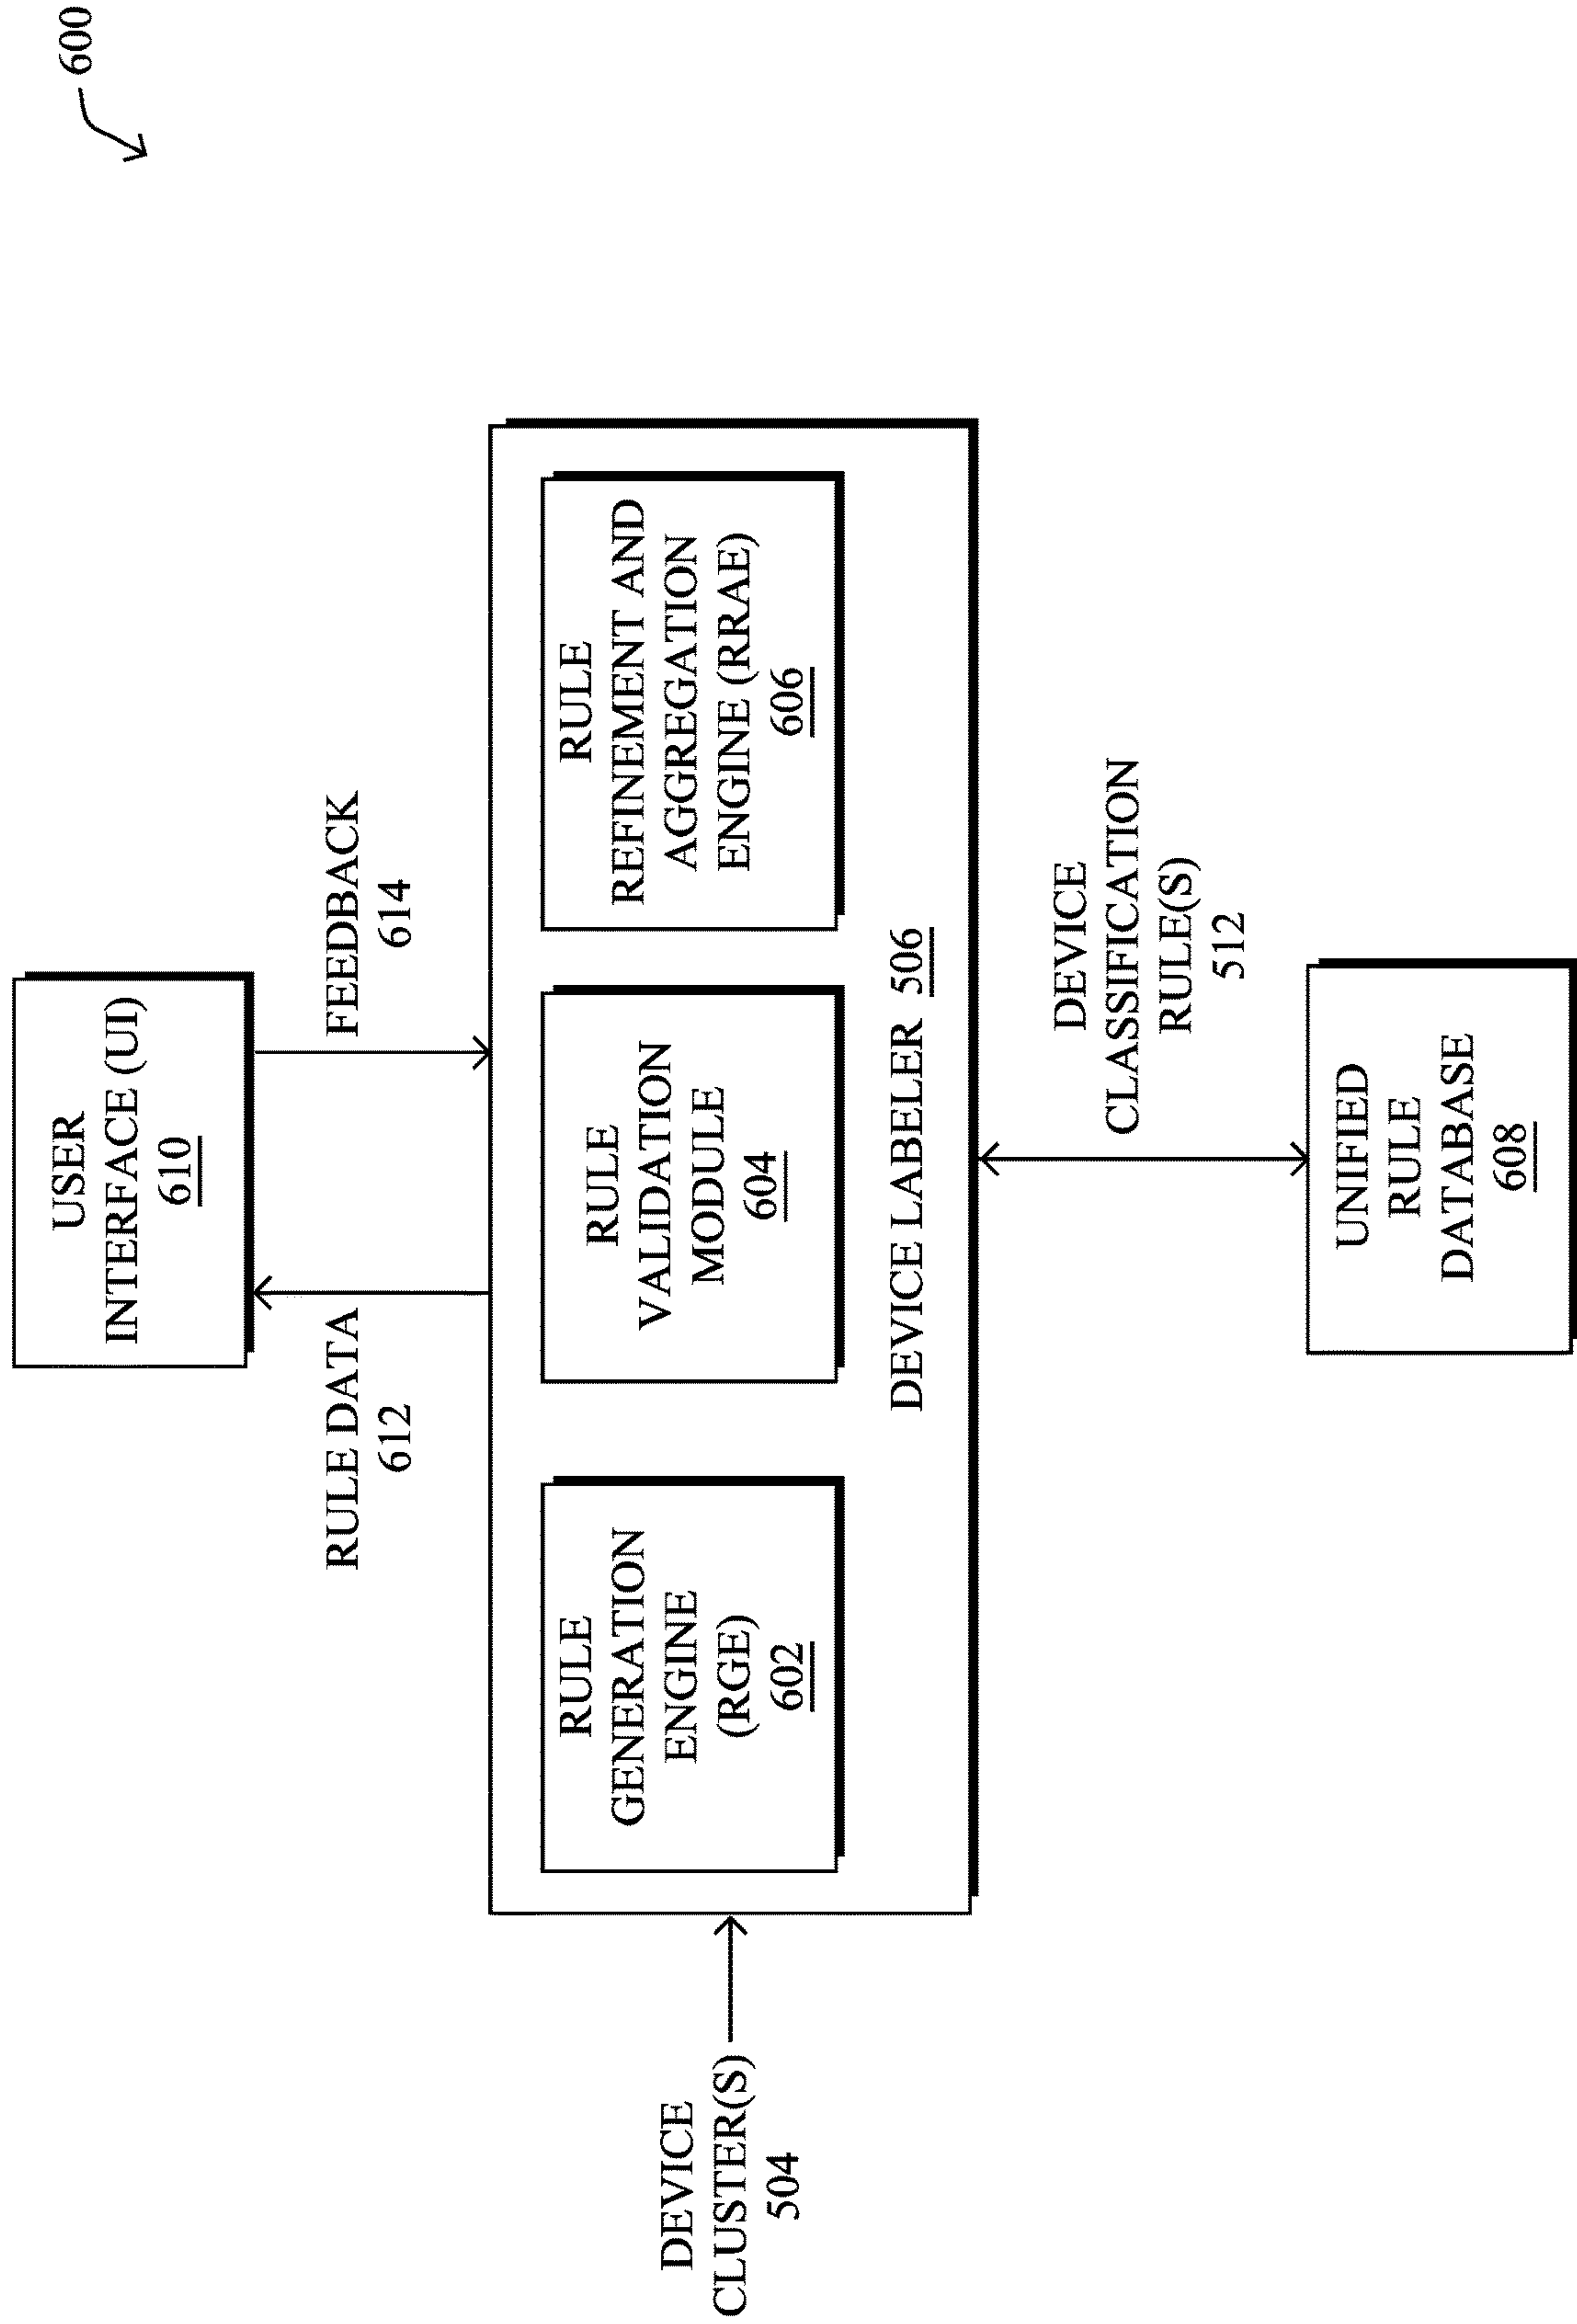 600
USER
INTERFACE (UI)
610
RULE DATA
612
FEEDBACK
614
DEVICE
CLUSTER(S)
504
RULE
GENERATION
ENGINE
(RGE)
602
RULE
VALIDATION
MODULE
604
RULE
REFINEMENT AND
AGGREGATION
ENGINE (RRAE)
606
DEVICE LABELER 506
DEVICE
CLASSIFICATION
RULE(S)
512
UNIFIED
RULE
DATABASE
608